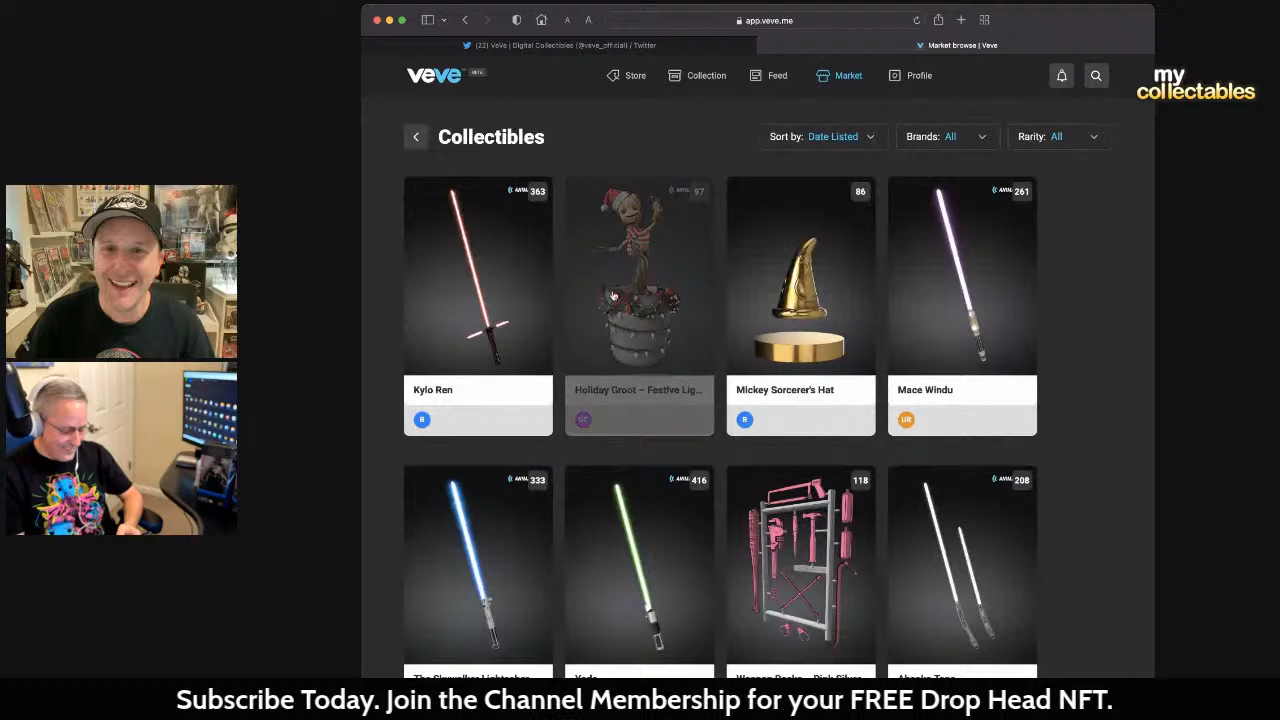 app.veve.me
(22) VeVe | Digital Collectibles (@veve_official) / Twitter
Market browse | Veve
veve BETA
Store
Collection
Feed
Market
Profile
my collectables
Collectibles
Sort by: Date Listed
Brands: All
Rarity: All
363
97
86
261
Kylo Ren
Holiday Groot – Festive Lig...
Mickey Sorcerer's Hat
Mace Windu
R
UC
R
UR
333
416
118
208
Subscribe Today. Join the Channel Membership for your FREE Drop Head NFT.